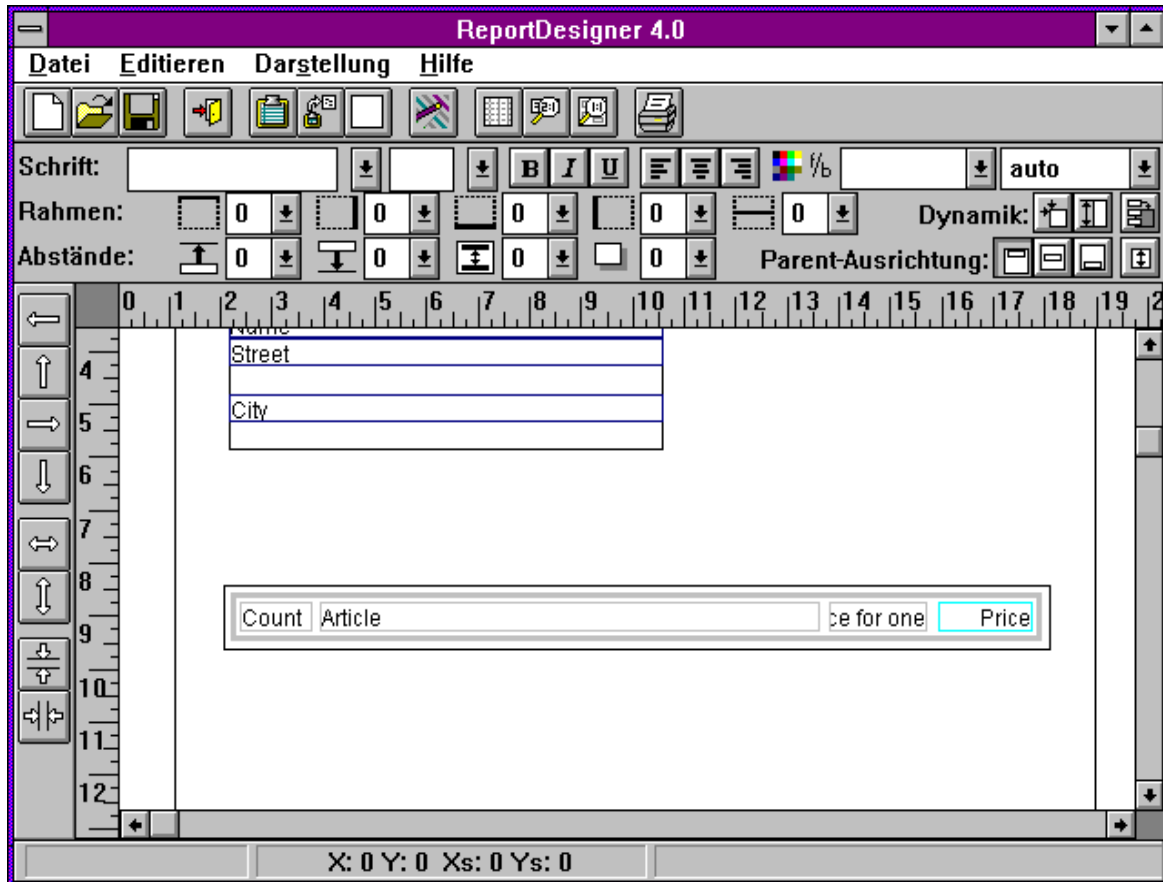 ReportDesigner 4.0
Datei Editieren Darstellung Hilfe
Schrift: B I U f/b auto
Rahmen: 0 0 0 0 0 Dynamik:
Abstände: 0 0 0 0 Parent-Ausrichtung:
0 1 2 3 4 5 6 7 8 9 10 11 12 13 14 15 16 17 18 19 2
Name
Street
4
City
5
6
7
8
Count Article ce for one Price
9
10
11
12
X: 0 Y: 0 Xs: 0 Ys: 0